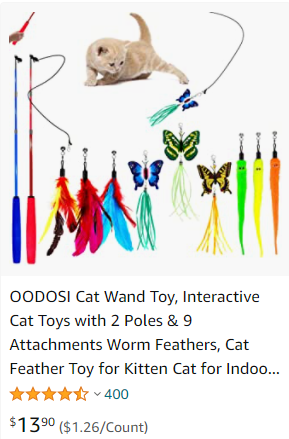 OODOSI Cat Wand Toy, Interactive
Cat Toys with 2 Poles & 9
Attachments Worm Feathers, Cat
Feather Toy for Kitten Cat for Indoo...
400
$13.90 ($1.26/Count)